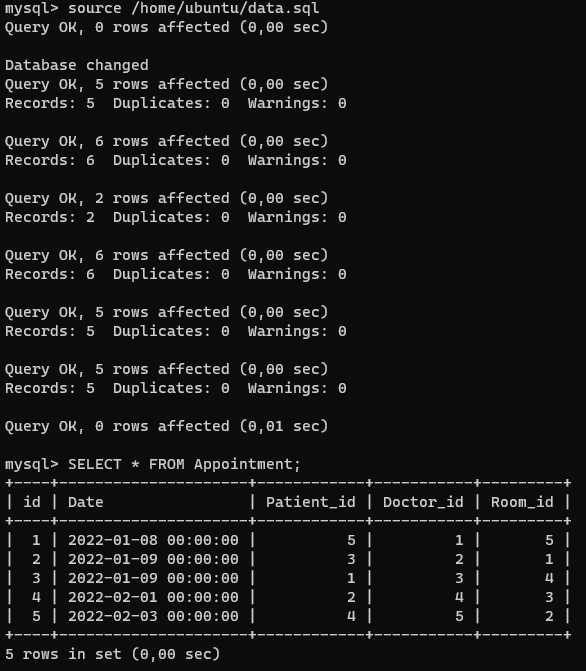 mysql> source /home/ubuntu/data.sql
Query OK, 0 rows affected (0,00 sec)

Database changed
Query OK, 5 rows affected (0,00 sec)
Records: 5  Duplicates: 0  Warnings: 0

Query OK, 6 rows affected (0,00 sec)
Records: 6  Duplicates: 0  Warnings: 0

Query OK, 2 rows affected (0,00 sec)
Records: 2  Duplicates: 0  Warnings: 0

Query OK, 6 rows affected (0,00 sec)
Records: 6  Duplicates: 0  Warnings: 0

Query OK, 5 rows affected (0,00 sec)
Records: 5  Duplicates: 0  Warnings: 0

Query OK, 5 rows affected (0,00 sec)
Records: 5  Duplicates: 0  Warnings: 0

Query OK, 0 rows affected (0,01 sec)

mysql> SELECT * FROM Appointment;
+----+---------------------+------------+-----------+---------+
| id | Date                | Patient_id | Doctor_id | Room_id |
+----+---------------------+------------+-----------+---------+
|  1 | 2022-01-08 00:00:00 |          5 |         1 |       5 |
|  2 | 2022-01-09 00:00:00 |          3 |         2 |       1 |
|  3 | 2022-01-09 00:00:00 |          1 |         3 |       4 |
|  4 | 2022-02-01 00:00:00 |          2 |         4 |       3 |
|  5 | 2022-02-03 00:00:00 |          4 |         5 |       2 |
+----+---------------------+------------+-----------+---------+
5 rows in set (0,00 sec)